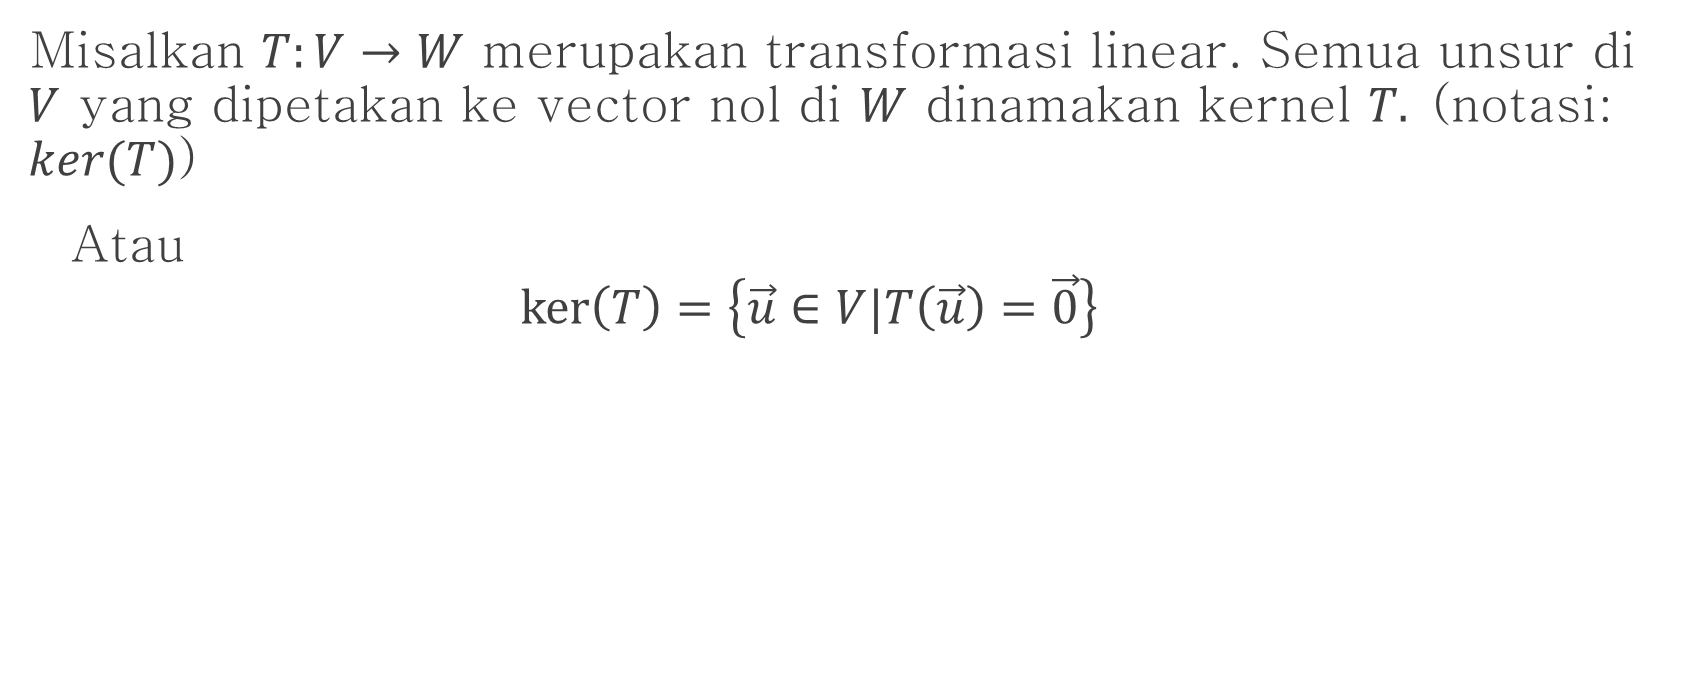 Misalkan 𝑇: 𝑉 → 𝑊 merupakan transformasi linear. Semua unsur di
𝑉 yang dipetakan ke vector nol di 𝑊 dinamakan kernel 𝑇. (notasi:
𝑘𝑒𝑟(𝑇))
Atau
ker(𝑇) = {𝑢⃗ ∈ 𝑉|𝑇(𝑢⃗) = 0⃗}